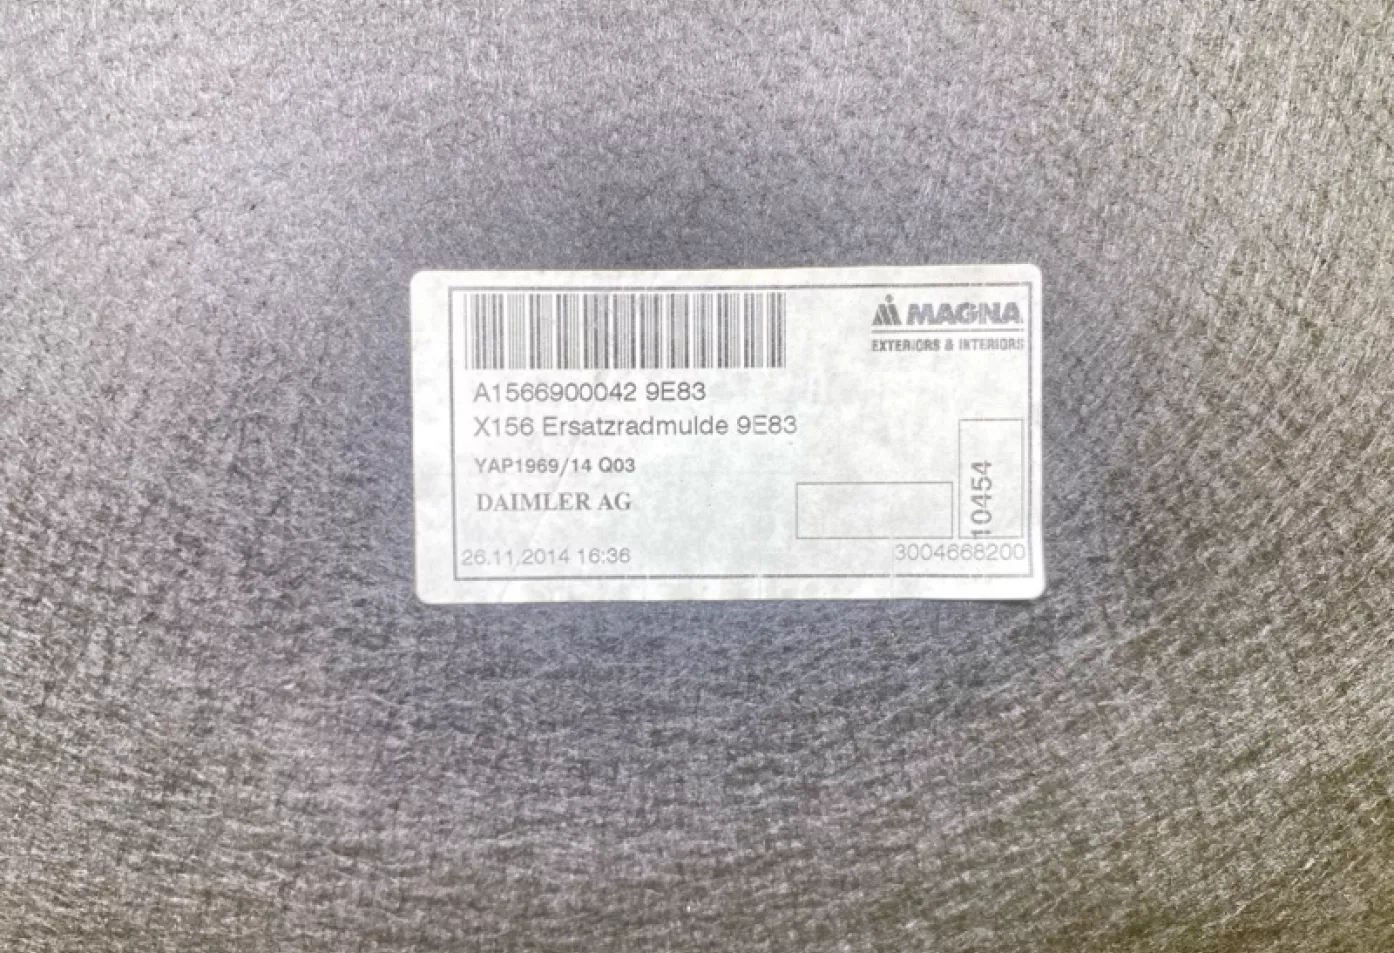 MAGNA
EXTERIORS & INTERIORS
A1566900042 9E83
X156 Ersatzradmulde 9E83
YAP1969/14 Q03
DAIMLER AG
10454
26.11.2014 16:36
3004668200